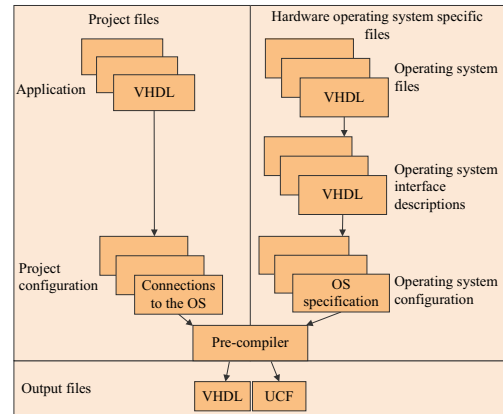 Project files
Hardware operating system specific
files
Application
VHDL
VHDL
Operating system
files
VHDL
Operating system
interface
descriptions
Project
configuration
Connections
to the OS
OS
specification
Operating system
configuration
Pre-compiler
Output files
VHDL
UCF